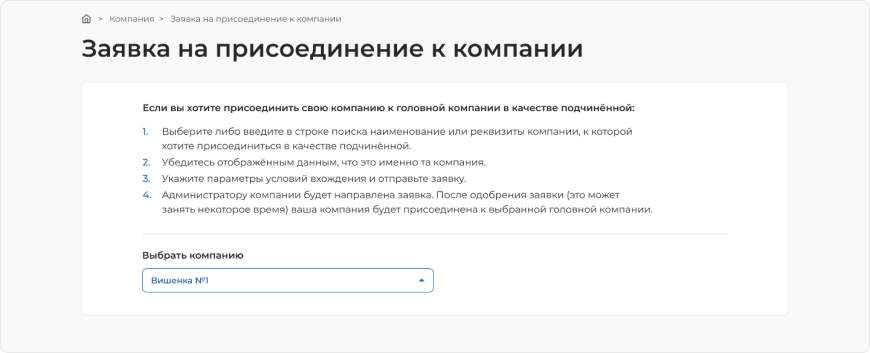 > Компания > Заявка на присоединение к компании
Заявка на присоединение к компании
Если вы хотите присоединить свою компанию к головной компании в качестве подчинённой:
1. Выберите либо введите в строке поиска наименование или реквизиты компании, к которой
хотите присоединиться в качестве подчинённой.
2. Убедитесь отображённым данным, что это именно та компания.
3. Укажите параметры условий вхождения и отправьте заявку.
4. Администратору компании будет направлена заявка. После одобрения заявки (это может
занять некоторое время) ваша компания будет присоединена к выбранной головной компании.
Выбрать компанию
Вишенка №1